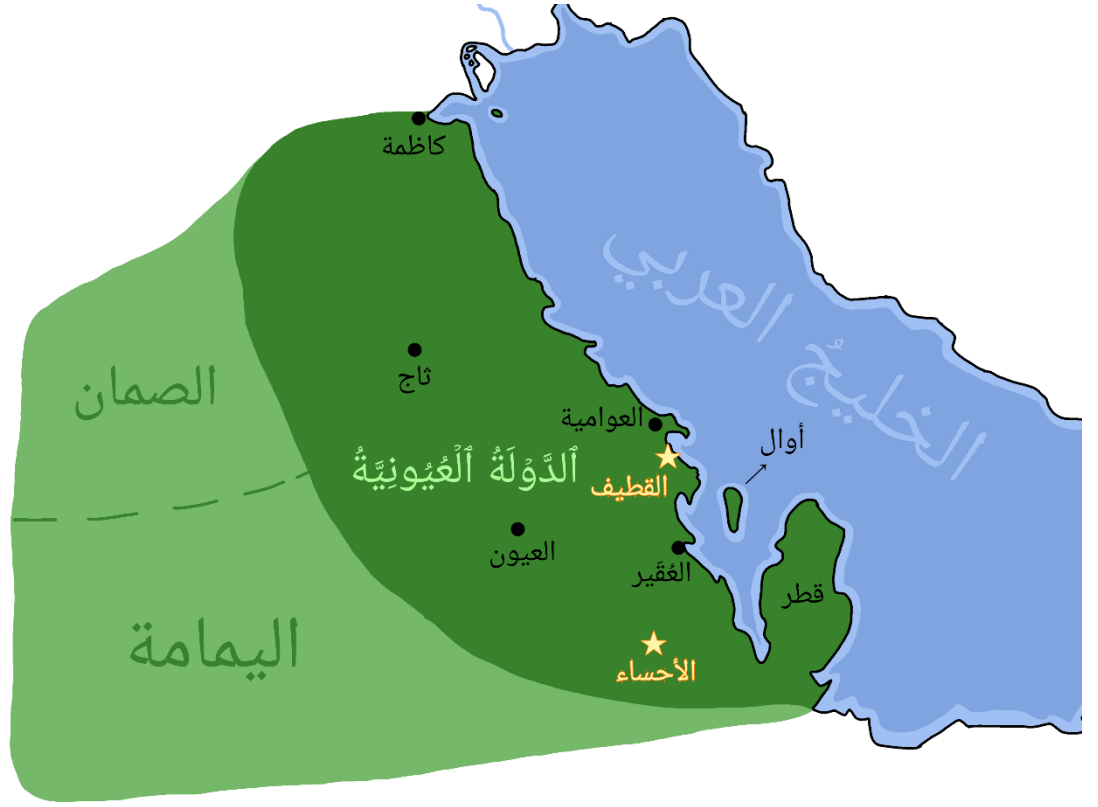 كاظمة
الخليجُ العربي
الصمان
ثاج
العوامية
أوال
ٱلدَّوْلَةُ ٱلْعُيُونِيَّةُ
القطيف
العيون
العُقَير
قطر
اليمامة
الأحساء